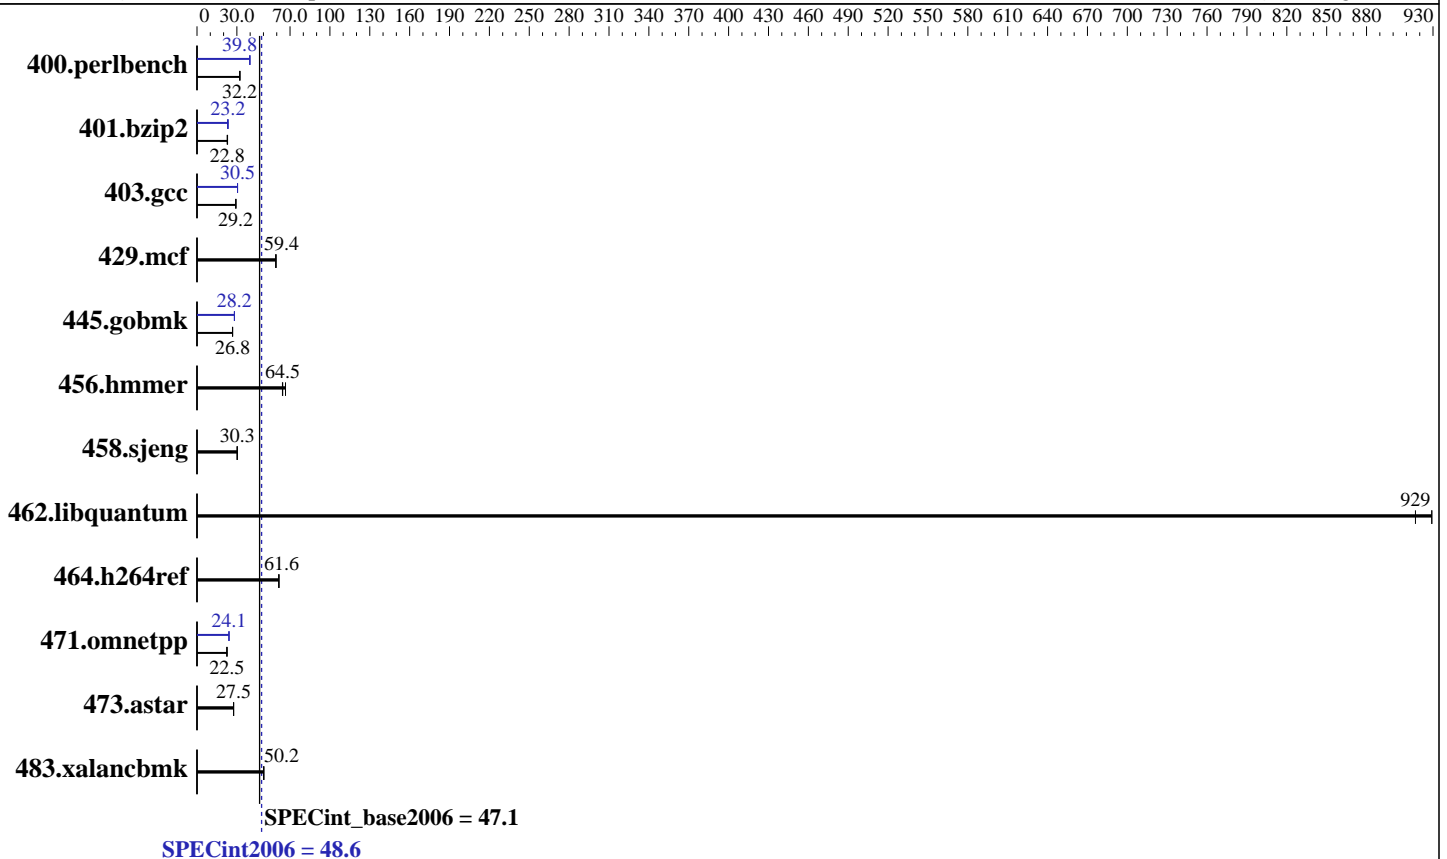 0 30.0 70.0 100 130 160 190 220 250 280 310 340 370 400 430 460 490 520 550 580 610 640 670 700 730 760 790 820 850 880 930
39.8
400.perlbench
32.2
23.2
401.bzip2
22.8
30.5
403.gcc
29.2
59.4
429.mcf
28.2
445.gobmk
26.8
64.5
456.hmmer
30.3
458.sjeng
929
462.libquantum
61.6
464.h264ref
24.1
471.omnetpp
22.5
27.5
473.astar
50.2
483.xalancbmk
SPECint_base2006 = 47.1
SPECint2006 = 48.6